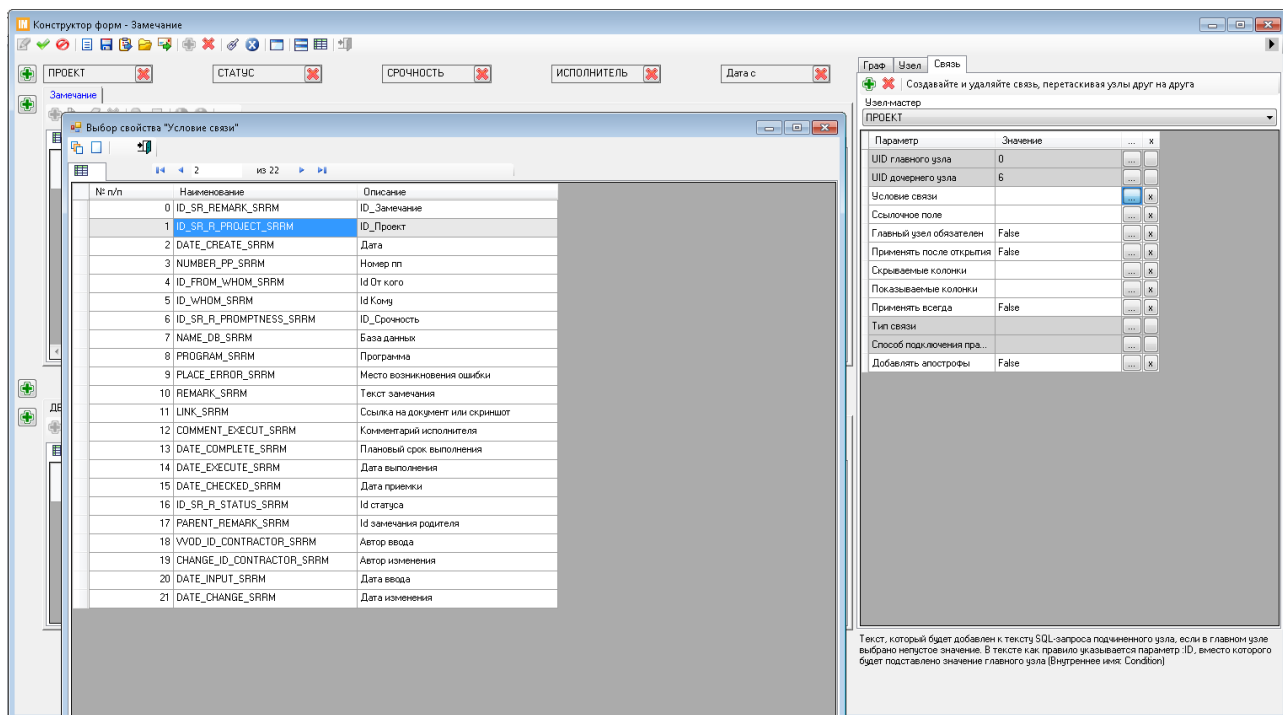 Конструктор форм - Замечание
ПРОЕКТ
СТАТУС
СРОЧНОСТЬ
ИСПОЛНИТЕЛЬ
Дата с
Замечание
Выбор свойства "Условие связи"
2 из 22
№ п/п Наименование Описание
0 ID_SR_REMARK_SRRM ID_Замечание
1 ID_SR_R_PROJECT_SRRM ID_Проект
2 DATE_CREATE_SRRM Дата
3 NUMBER_PP_SRRM Номер пп
4 ID_FROM_WHOM_SRRM Id От кого
5 ID_WHOM_SRRM Id Кому
6 ID_SR_R_PROMPTNESS_SRRM ID_Срочность
7 NAME_DB_SRRM База данных
8 PROGRAM_SRRM Программа
9 PLACE_ERROR_SRRM Место возникновения ошибки
10 REMARK_SRRM Текст замечания
11 LINK_SRRM Ссылка на документ или скриншот
12 COMMENT_EXECUT_SRRM Комментарий исполнителя
13 DATE_COMPLETE_SRRM Плановый срок выполнения
14 DATE_EXECUTE_SRRM Дата выполнения
15 DATE_CHECKED_SRRM Дата приемки
16 ID_SR_R_STATUS_SRRM Id статуса
17 PARENT_REMARK_SRRM Id замечания родителя
18 VVOD_ID_CONTRACTOR_SRRM Автор ввода
19 CHANGE_ID_CONTRACTOR_SRRM Автор изменения
20 DATE_INPUT_SRRM Дата ввода
21 DATE_CHANGE_SRRM Дата изменения
Граф Узел Связь
Создавайте и удаляйте связь, перетаскивая узлы друг на друга
Узел-мастер
ПРОЕКТ
Параметр Значение ... x
UID главного узла 0 ...
UID дочернего узла 6 ...
Условие связи ... x
Ссылочное поле ... x
Главный узел обязателен False ... x
Применять после открытия False ... x
Скрываемые колонки ... x
Показываемые колонки ... x
Применять всегда False ... x
Тип связи ...
Способ подключения пра... ...
Добавлять апострофы False ... x
Текст, который будет добавлен к тексту SQL-запроса подчиненного узла, если в главном узле
выбрано непустое значение. В тексте как правило указывается параметр :ID, вместо которого
будет подставлено значение главного узла (Внутреннее имя: Condition)